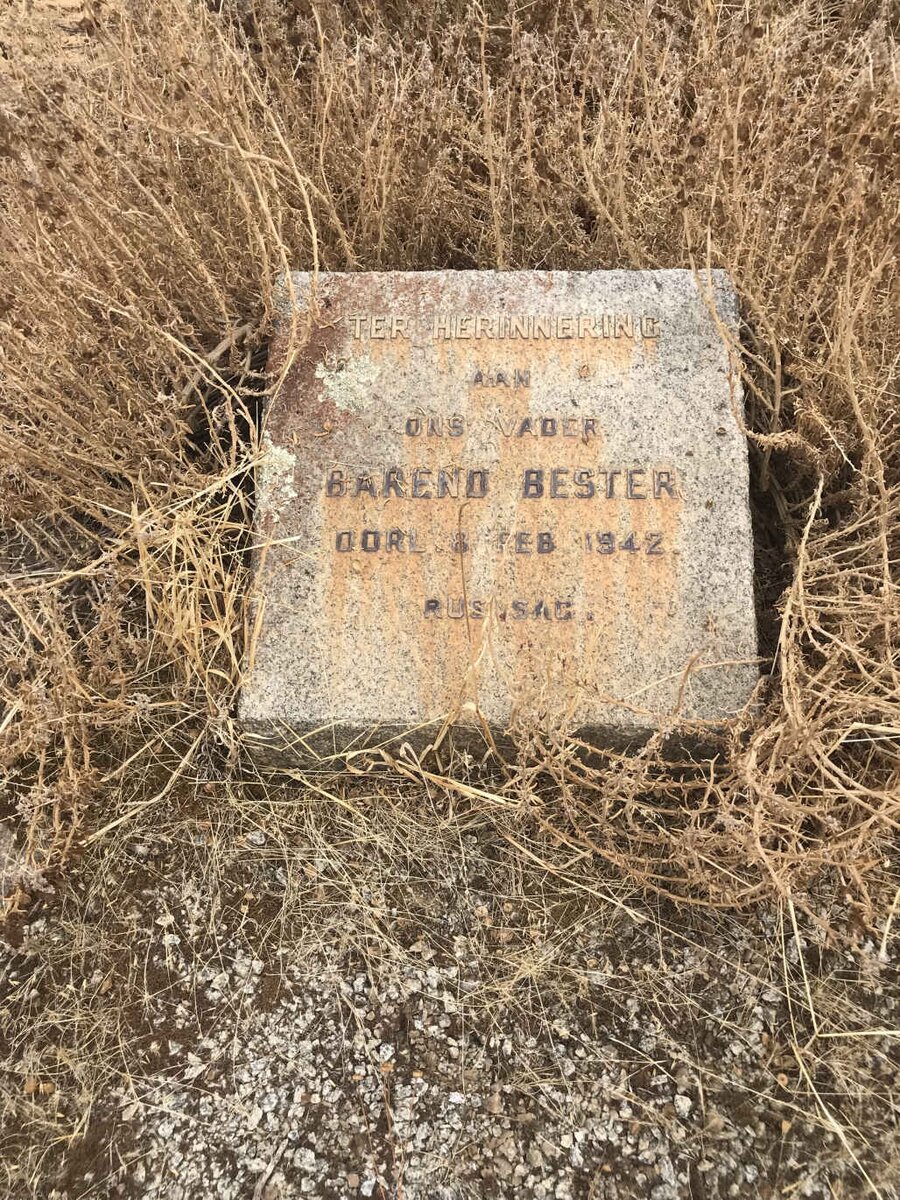 TER HERINNERING
AAN
ONS VADER
BAREND BESTER
OORL. 8 FEB 1942.
RUS SAG.